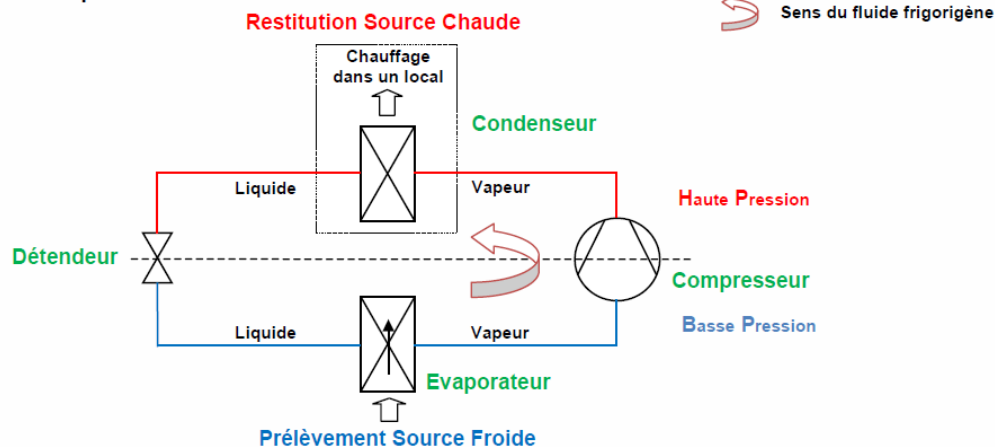 Restitution Source Chaude
Sens du fluide frigorigène
Chauffage
dans un local
Condenseur
Liquide
Vapeur
Haute Pression
Détendeur
Compresseur
Basse Pression
Liquide
Vapeur
Evaporateur
Prélèvement Source Froide